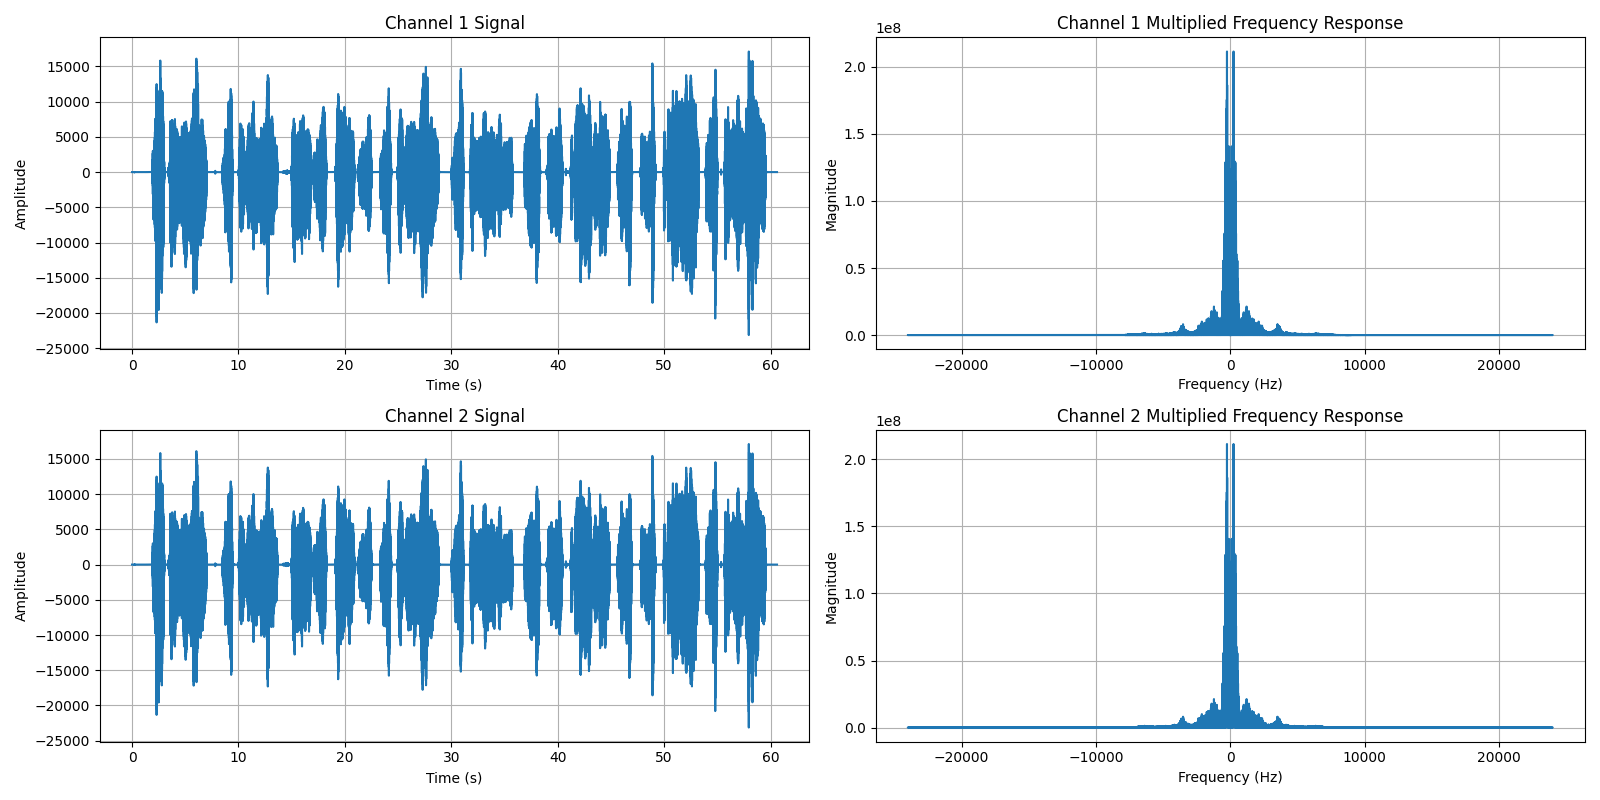 Channel 1 Signal
Amplitude
15000
10000
5000
0
−5000
−10000
−15000
−20000
−25000
0 10 20 30 40 50 60
Time (s)
Channel 1 Multiplied Frequency Response
1e8
Magnitude
2.0
1.5
1.0
0.5
0.0
−20000 −10000 0 10000 20000
Frequency (Hz)
Channel 2 Signal
Amplitude
15000
10000
5000
0
−5000
−10000
−15000
−20000
−25000
0 10 20 30 40 50 60
Time (s)
Channel 2 Multiplied Frequency Response
1e8
Magnitude
2.0
1.5
1.0
0.5
0.0
−20000 −10000 0 10000 20000
Frequency (Hz)